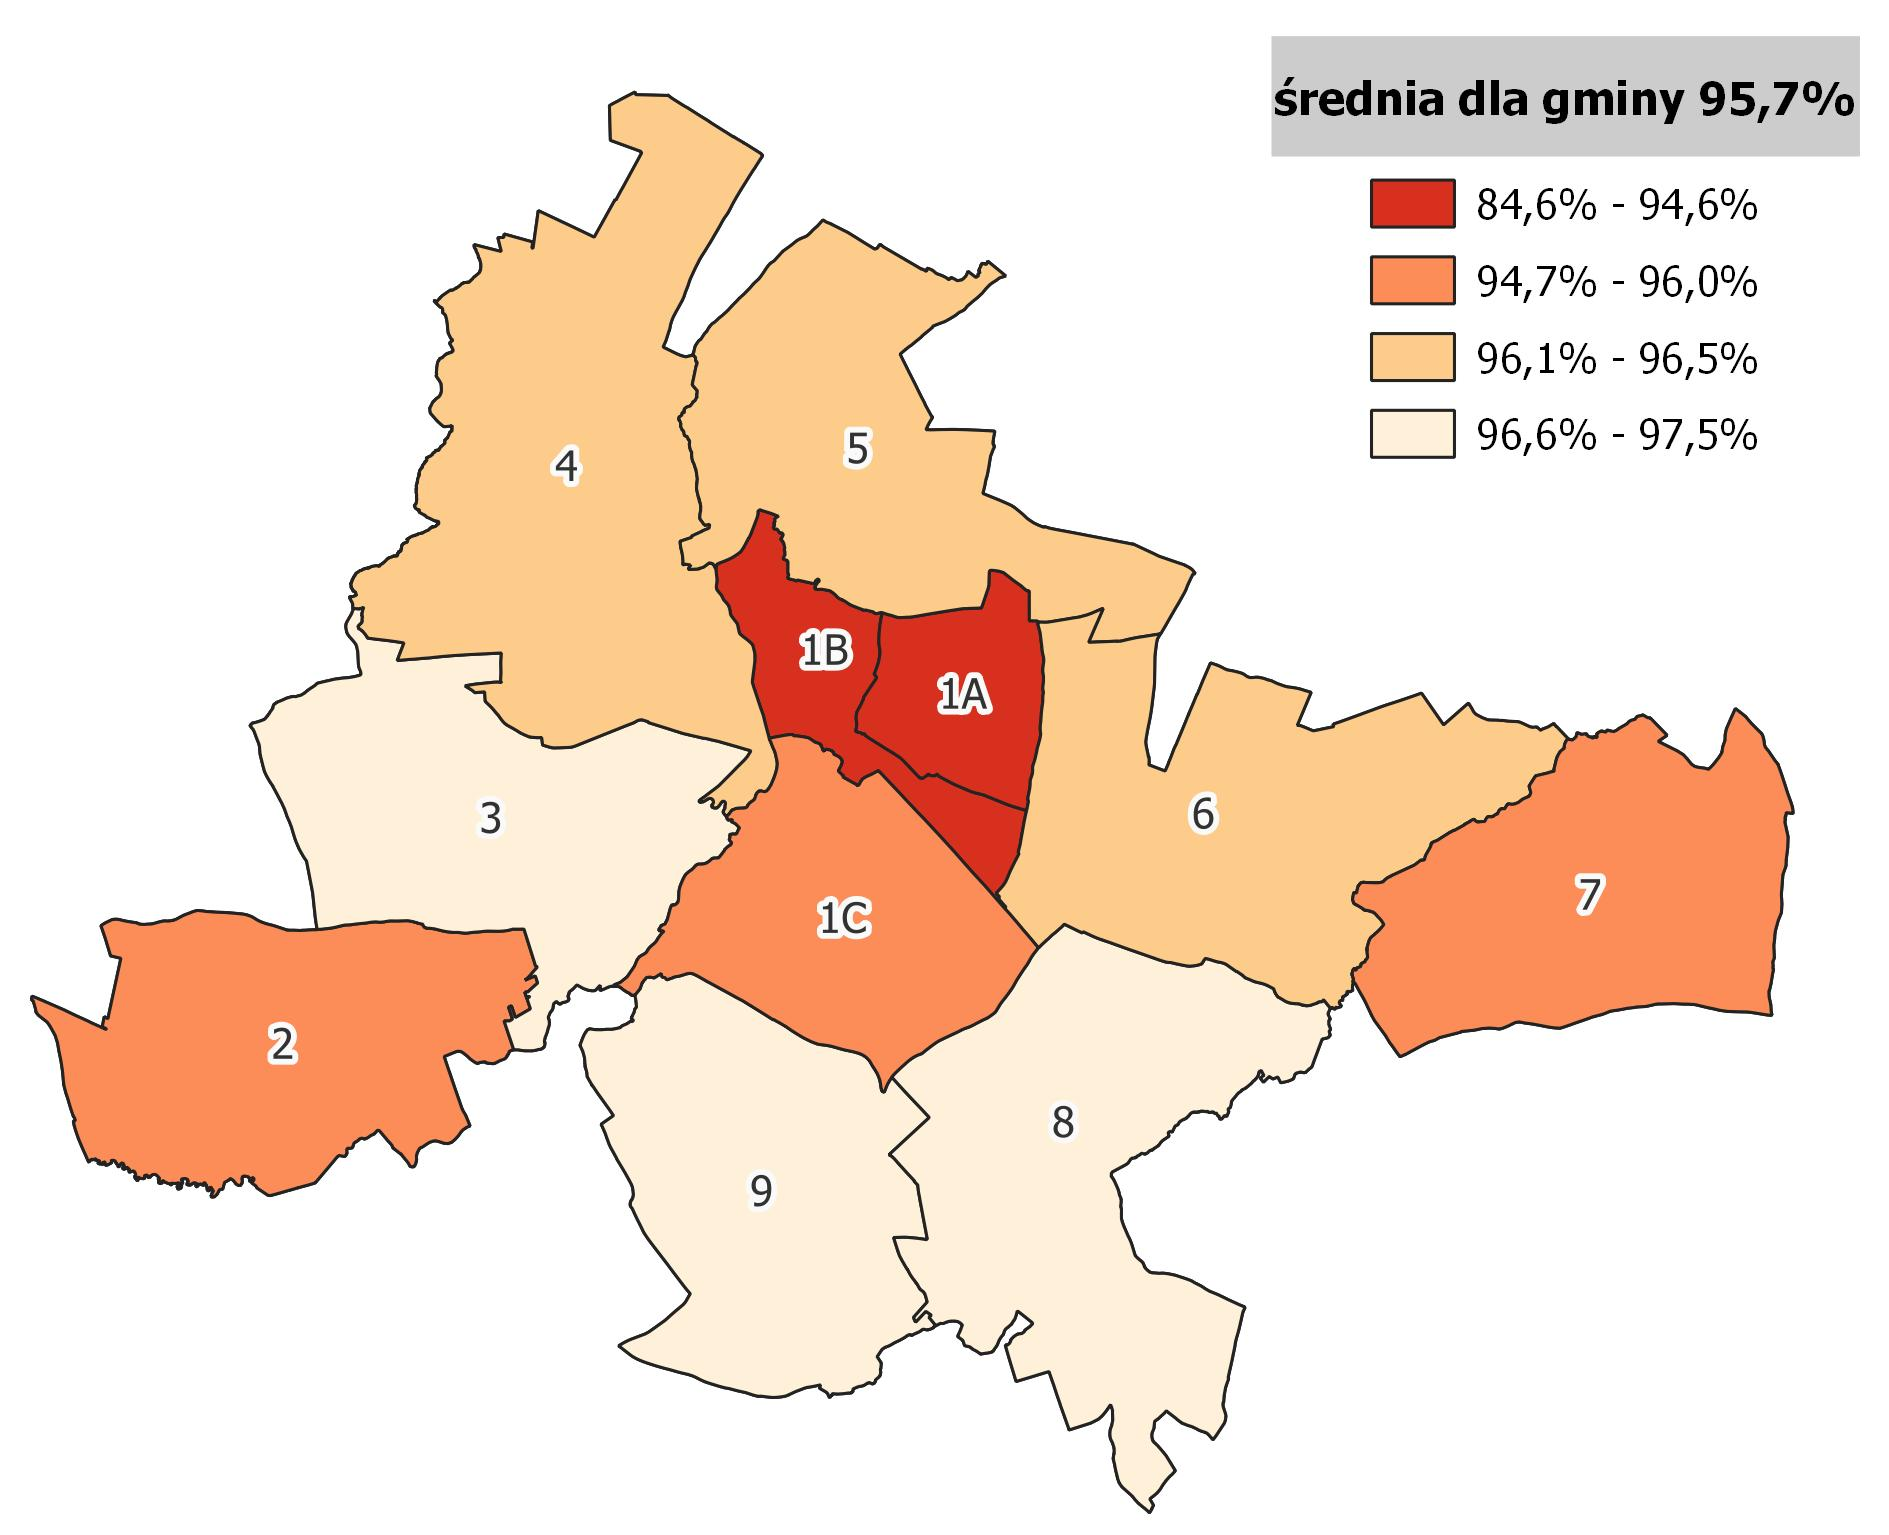 średnia dla gminy 95,7%
84,6% - 94,6%
94,7% - 96,0%
96,1% - 96,5%
96,6% - 97,5%
4
5
1B
1A
3
6
7
1C
2
8
9